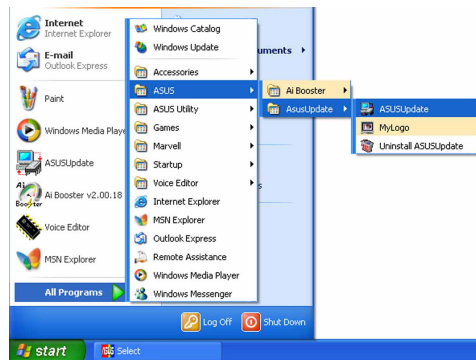 Internet
Internet Explorer
E-mail
Outlook Express
Paint
Windows Media Playe
ASUSUpdate
Ai Booster v2.00.18
Voice Editor
MSN Explorer
All Programs
uments
s
Log Off
Shut Down
Windows Catalog
Windows Update
Accessories
ASUS
ASUS Utility
Games
Marvell
Startup
Voice Editor
Internet Explorer
MSN Explorer
Outlook Express
Remote Assistance
Windows Media Player
Windows Messenger
Ai Booster
AsusUpdate
ASUSUpdate
MyLogo
Uninstall ASUSUpdate
start
Select